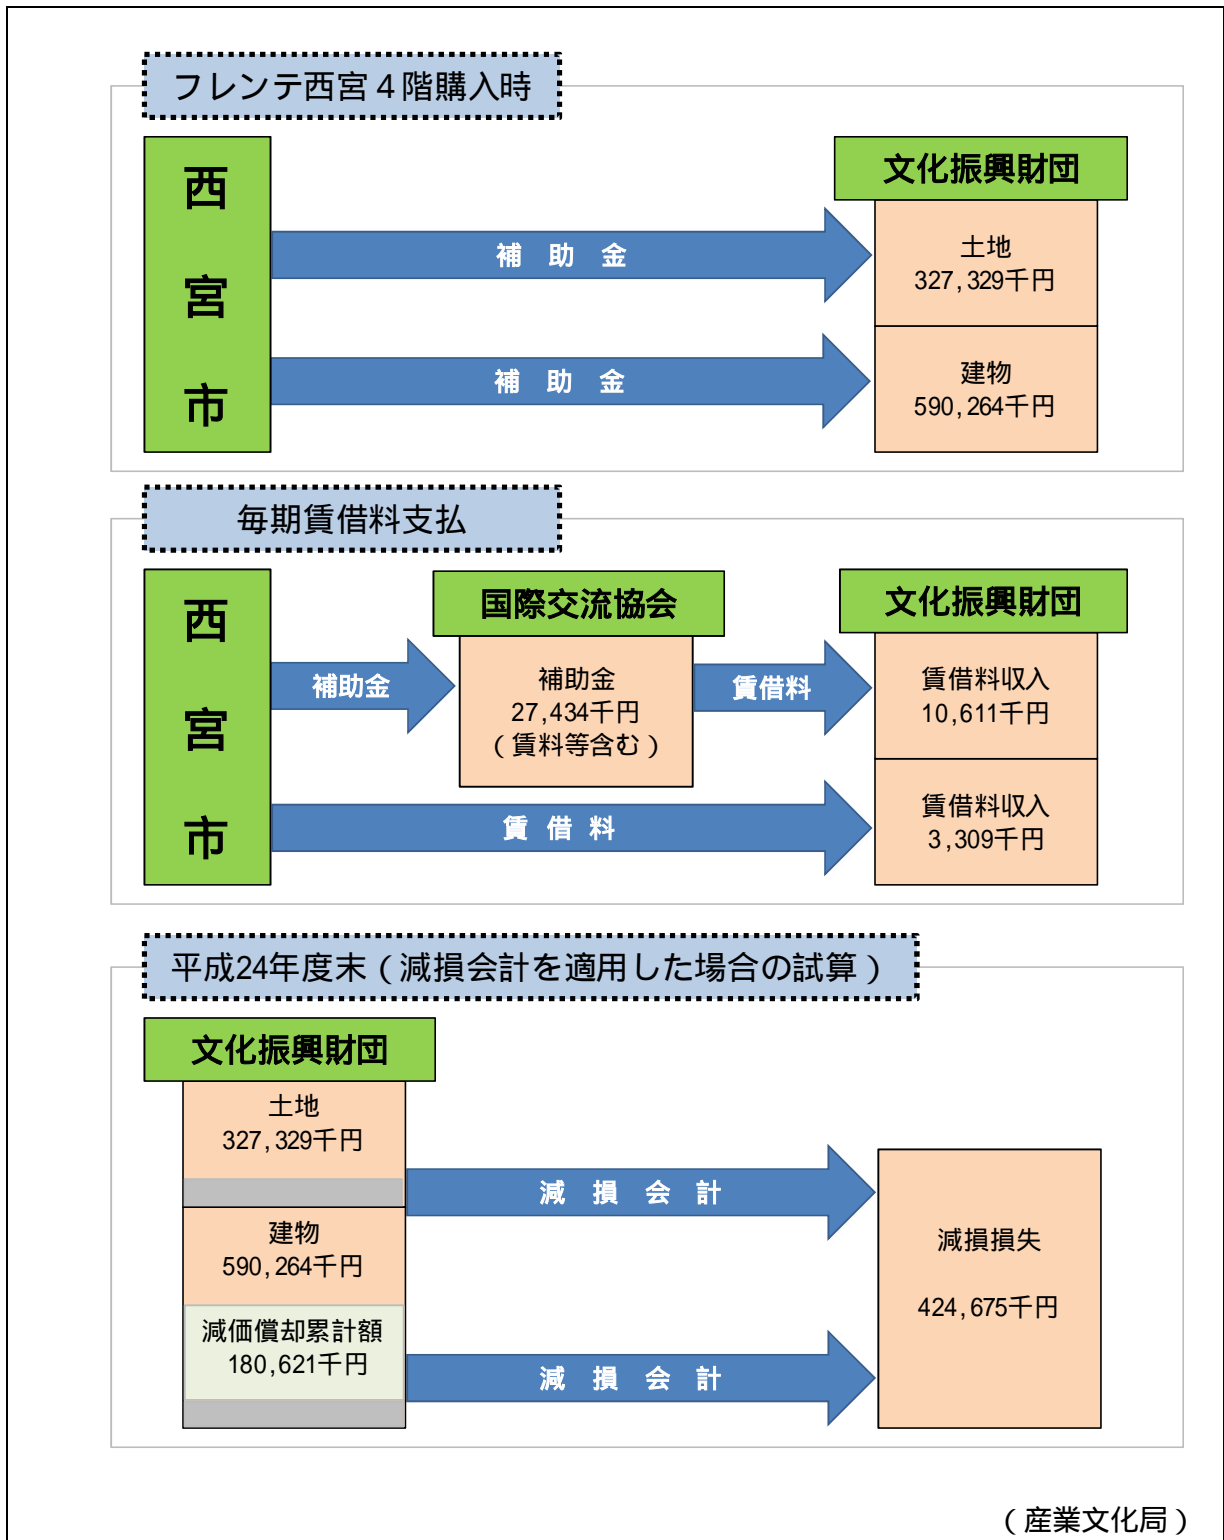 フレンテ西宮４階購入時
西宮市
文化振興財団
補助金
土地
327,329千円
補助金
建物
590,264千円
毎期賃借料支払
西宮市
国際交流協会
文化振興財団
補助金
補助金
27,434千円
（賃料等含む）
賃借料
賃借料収入
10,611千円
賃借料
賃借料収入
3,309千円
平成24年度末（減損会計を適用した場合の試算）
文化振興財団
土地
327,329千円
減損会計
建物
590,264千円
減損損失
424,675千円
減価償却累計額
180,621千円
減損会計
（産業文化局）